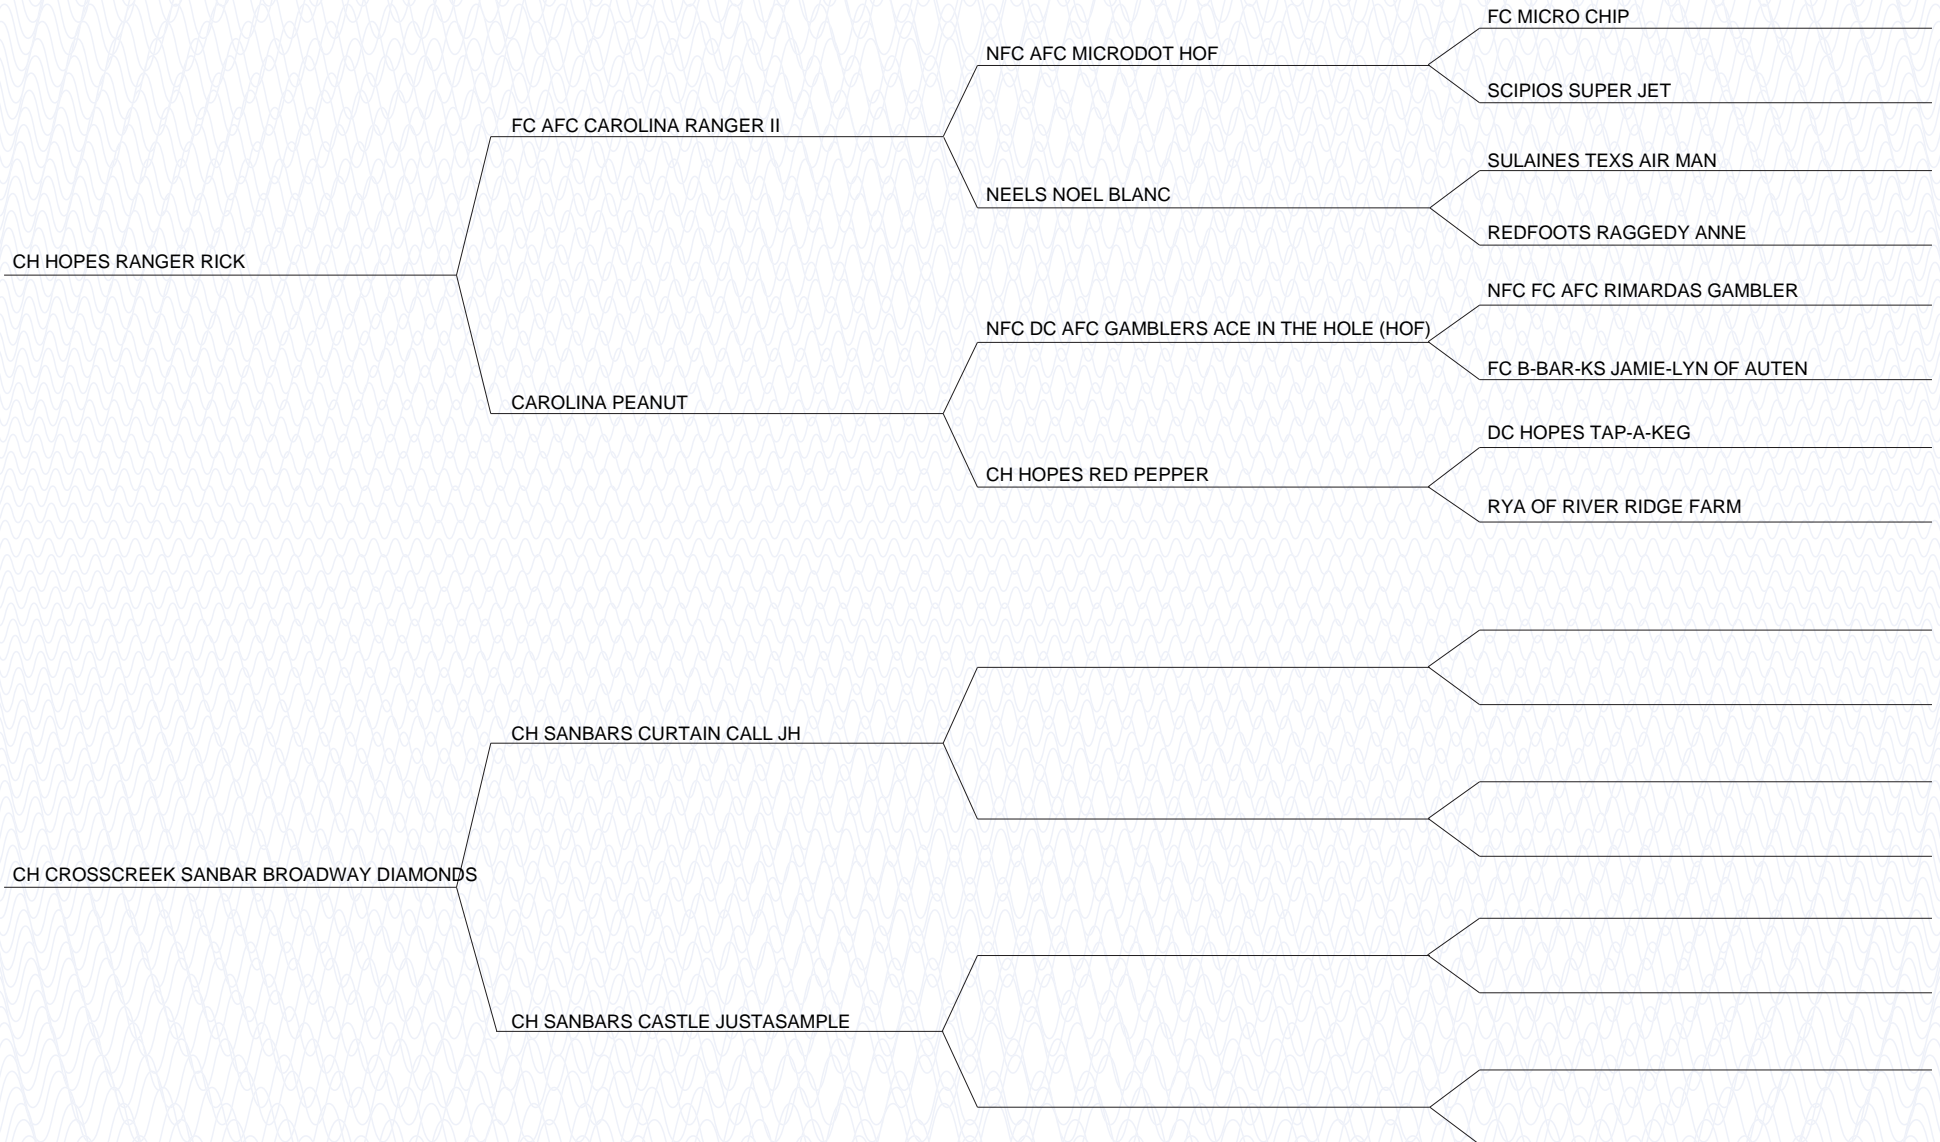 FC MICRO CHIP
NFC AFC MICRODOT HOF
SCIPIOS SUPER JET
FC AFC CAROLINA RANGER II
SULAINES TEXS AIR MAN
NEELS NOEL BLANC
REDFOOTS RAGGEDY ANNE
CH HOPES RANGER RICK
NFC FC AFC RIMARDAS GAMBLER
NFC DC AFC GAMBLERS ACE IN THE HOLE (HOF)
FC B-BAR-KS JAMIE-LYN OF AUTEN
CAROLINA PEANUT
DC HOPES TAP-A-KEG
CH HOPES RED PEPPER
RYA OF RIVER RIDGE FARM
CH SANBARS CURTAIN CALL JH
CH CROSSCREEK SANBAR BROADWAY DIAMONDS
CH SANBARS CASTLE JUSTASAMPLE